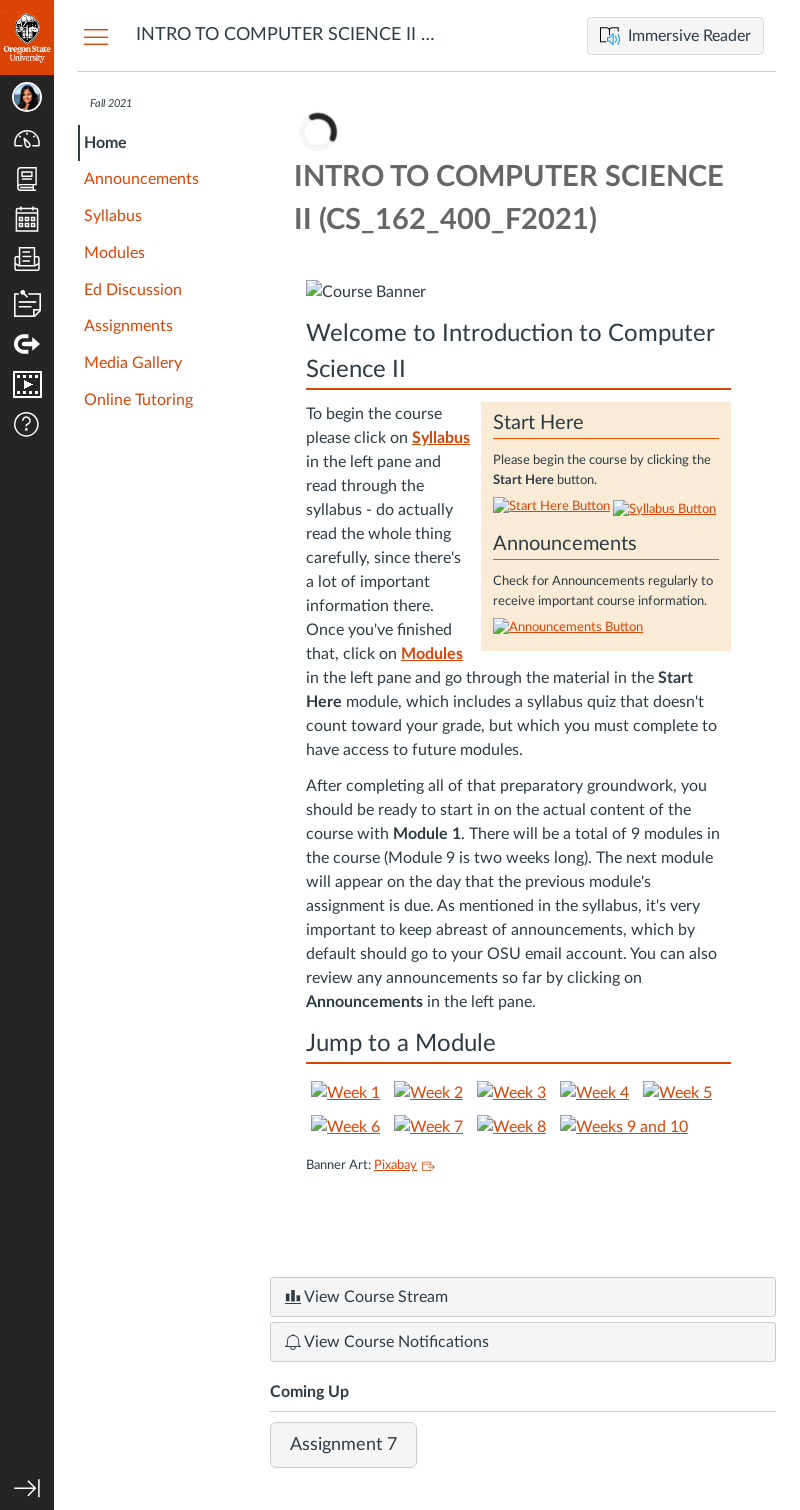 Oregon State
University
INTRO TO COMPUTER SCIENCE II ...
Immersive Reader
Fall 2021
Home
Announcements
Syllabus
Modules
Ed Discussion
Assignments
Media Gallery
Online Tutoring
INTRO TO COMPUTER SCIENCE
II (CS_162_400_F2021)
Course Banner
Welcome to Introduction to Computer
Science II
To begin the course
please click on Syllabus
in the left pane and
read through the
syllabus - do actually
read the whole thing
carefully, since there's
a lot of important
information there.
Once you've finished
that, click on Modules
Start Here
Please begin the course by clicking the
Start Here button.
Start Here Button Syllabus Button
Announcements
Check for Announcements regularly to
receive important course information.
Announcements Button
in the left pane and go through the material in the Start
Here module, which includes a syllabus quiz that doesn't
count toward your grade, but which you must complete to
have access to future modules.
After completing all of that preparatory groundwork, you
should be ready to start in on the actual content of the
course with Module 1. There will be a total of 9 modules in
the course (Module 9 is two weeks long). The next module
will appear on the day that the previous module's
assignment is due. As mentioned in the syllabus, it's very
important to keep abreast of announcements, which by
default should go to your OSU email account. You can also
review any announcements so far by clicking on
Announcements in the left pane.
Jump to a Module
Week 1 Week 2 Week 3 Week 4 Week 5
Week 6 Week 7 Week 8 Weeks 9 and 10
Banner Art: Pixabay
View Course Stream
View Course Notifications
Coming Up
Assignment 7